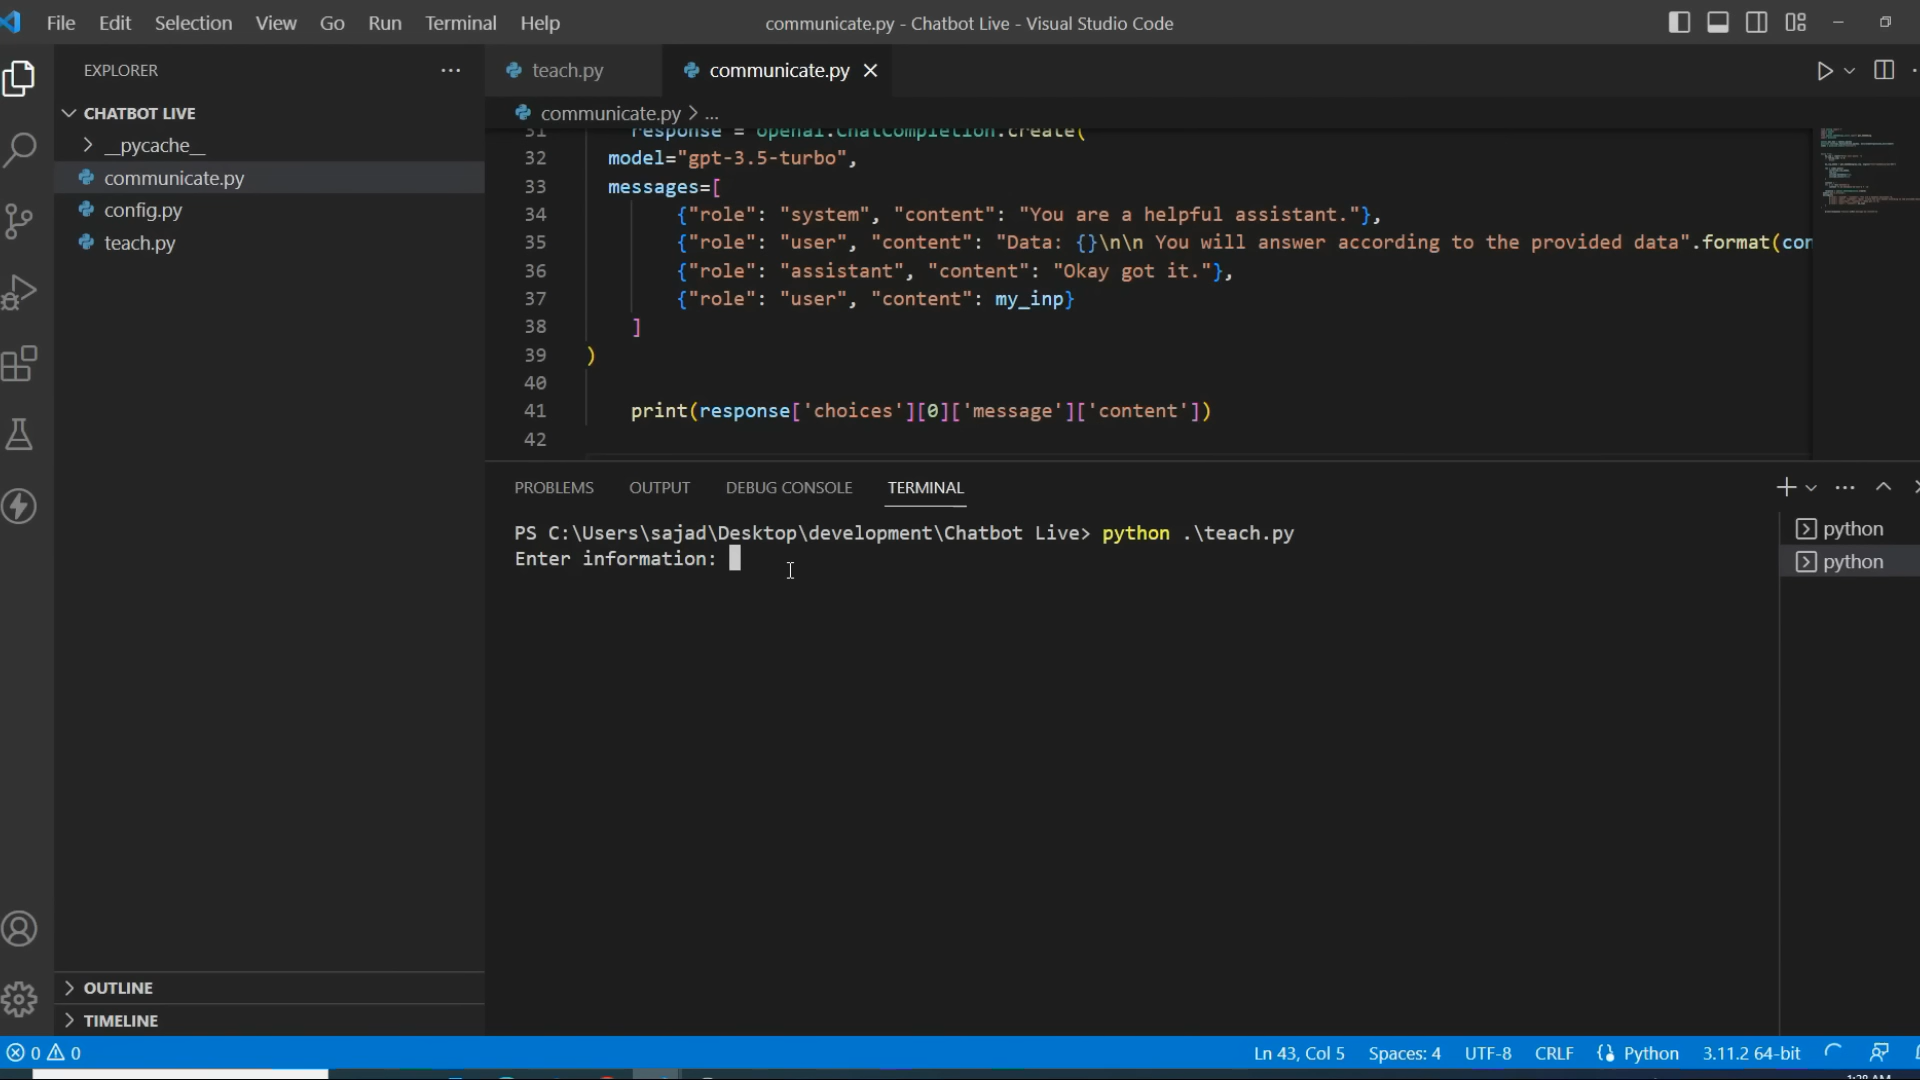 File Edit Selection View Go Run Terminal Help
communicate.py - Chatbot Live - Visual Studio Code
EXPLORER
CHATBOT LIVE
__pycache__
communicate.py
config.py
teach.py
OUTLINE
TIMELINE
teach.py communicate.py
communicate.py > ...
31 response = openai.ChatCompletion.create(
32 model="gpt-3.5-turbo",
33 messages=[
34 {"role": "system", "content": "You are a helpful assistant."},
35 {"role": "user", "content": "Data: {}\n\n You will answer according to the provided data".format(con
36 {"role": "assistant", "content": "Okay got it."},
37 {"role": "user", "content": my_inp}
38 ]
39 )
40
41 print(response['choices'][0]['message']['content'])
42
PROBLEMS OUTPUT DEBUG CONSOLE TERMINAL
PS C:\Users\sajad\Desktop\development\Chatbot Live> python .\teach.py
Enter information:
python
python
0 0 Ln 43, Col 5 Spaces: 4 UTF-8 CRLF Python 3.11.2 64-bit